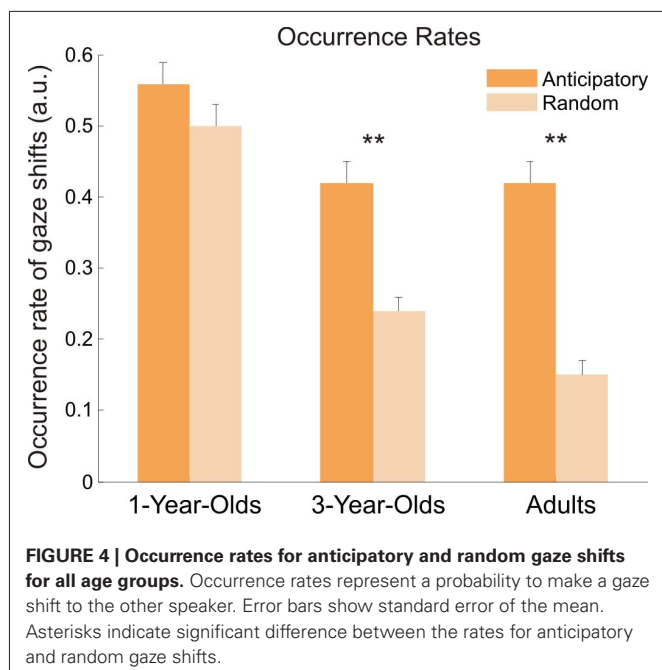 Occurrence Rates
0.6
0.5
0.4
0.3
0.2
0.1
0
Occurrence rate of gaze shifts (a.u.)
Anticipatory
Random
**
**
1-Year-Olds
3-Year-Olds
Adults
FIGURE 4 | Occurrence rates for anticipatory and random gaze shifts
for all age groups. Occurrence rates represent a probability to make a gaze
shift to the other speaker. Error bars show standard error of the mean.
Asterisks indicate significant difference between the rates for anticipatory
and random gaze shifts.